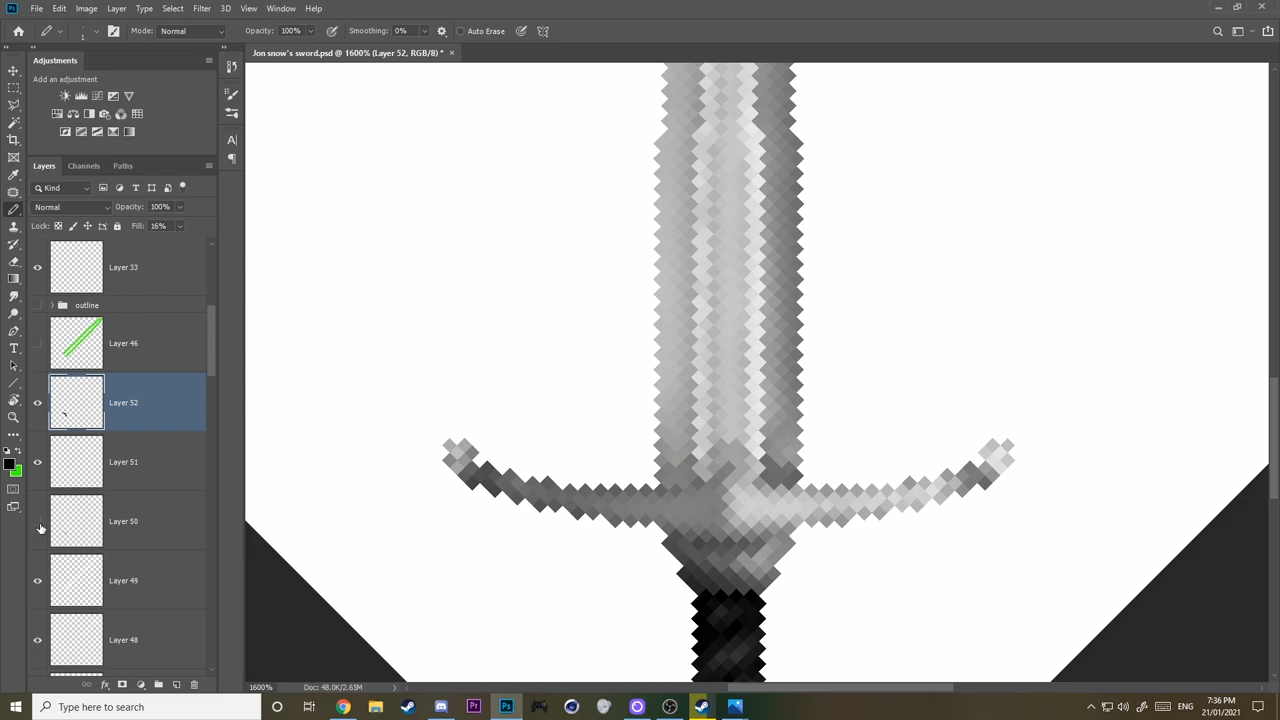 File Edit Image Layer Type Select Filter 3D View Window Help
1 Mode: Normal Opacity: 100% Smoothing: 0% Auto Erase
Jon snow's sword.psd @ 1600% (Layer 52, RGB/8) *
Adjustments
Add an adjustment
Layers Channels Paths
Kind
Normal Opacity: 100%
Lock: Fill: 16%
Layer 33
outline
Layer 46
Layer 52
Layer 51
Layer 50
Layer 49
Layer 48
1600% Doc: 48.0K/2.65M
Type here to search
ENG
7:36 PM
21/01/2021